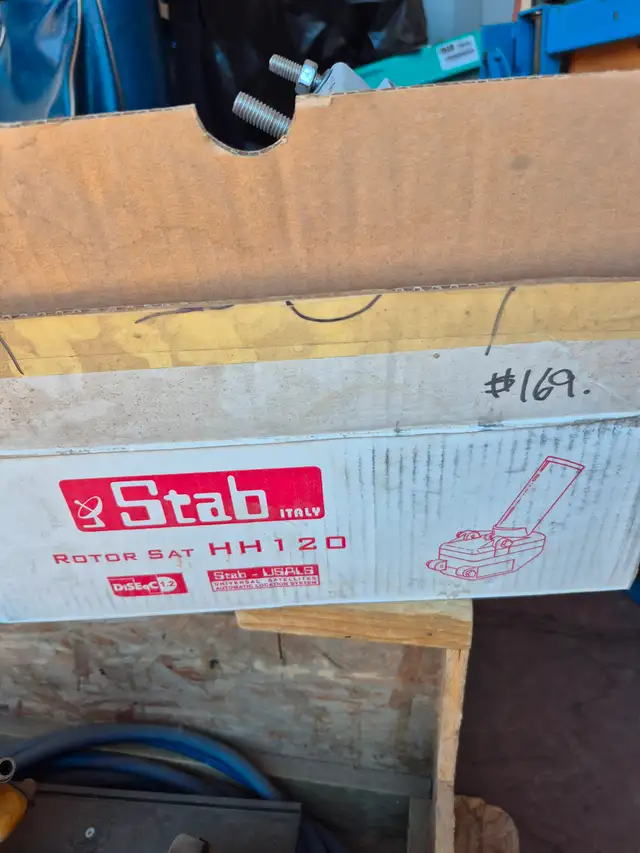 #169.
Stab ITALY
ROTOR SAT HH120
DiSEqC 1.2
Stab - USALS
UNIVERSAL SATELLITES
AUTOMATIC LOCATION SYSTEM